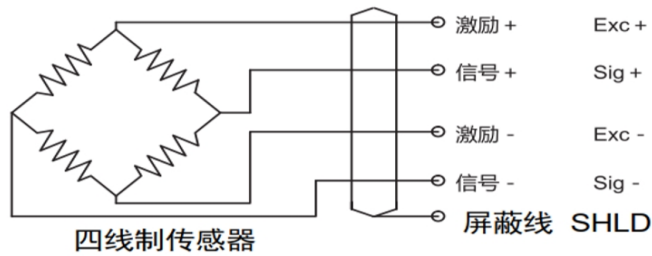 激励 + Exc +
信号 + Sig +
激励 - Exc -
信号 - Sig -
屏蔽线 SHLD
四线制传感器